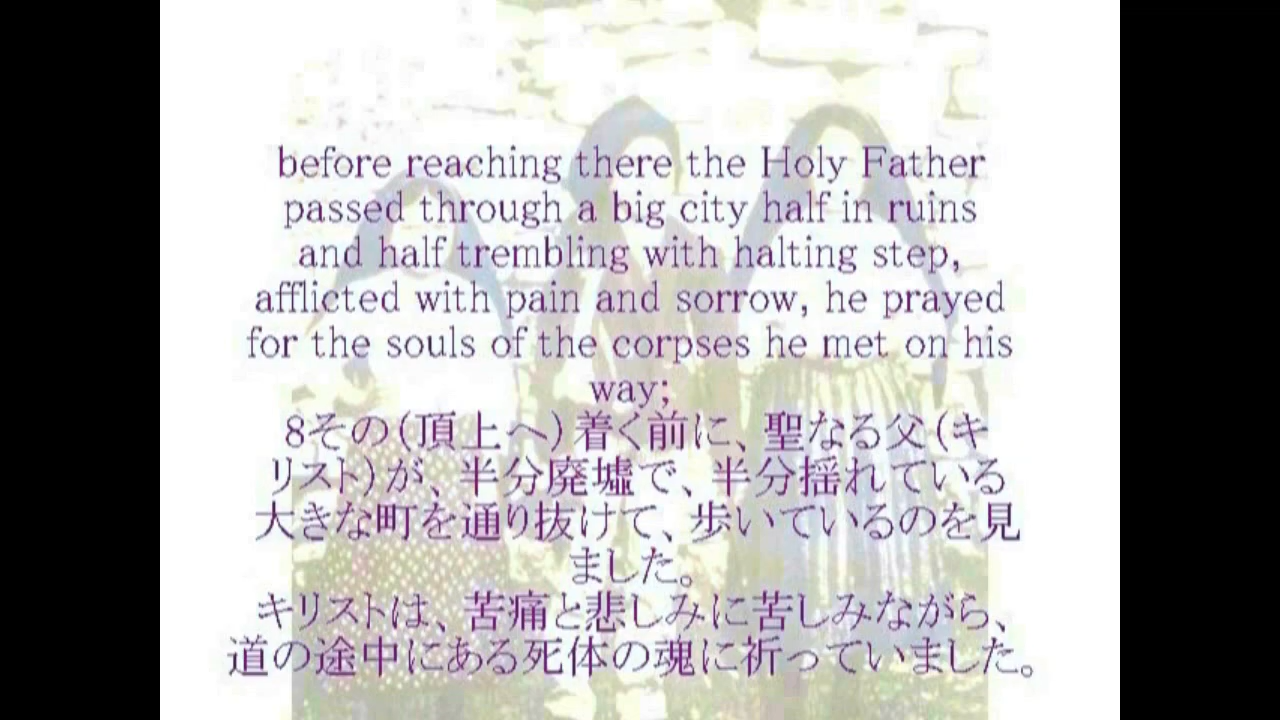 before reaching there the Holy Father
passed through a big city half in ruins
and half trembling with halting step,
afflicted with pain and sorrow, he prayed
for the souls of the corpses he met on his
way;
8その(頂上へ)着く前に、聖なる父(キ
リスト)が、半分廃墟で、半分揺れている
大きな町を通り抜けて、歩いているのを見
ました。
キリストは、苦痛と悲しみに苦しみながら、
道の途中にある死体の魂に祈っていました。